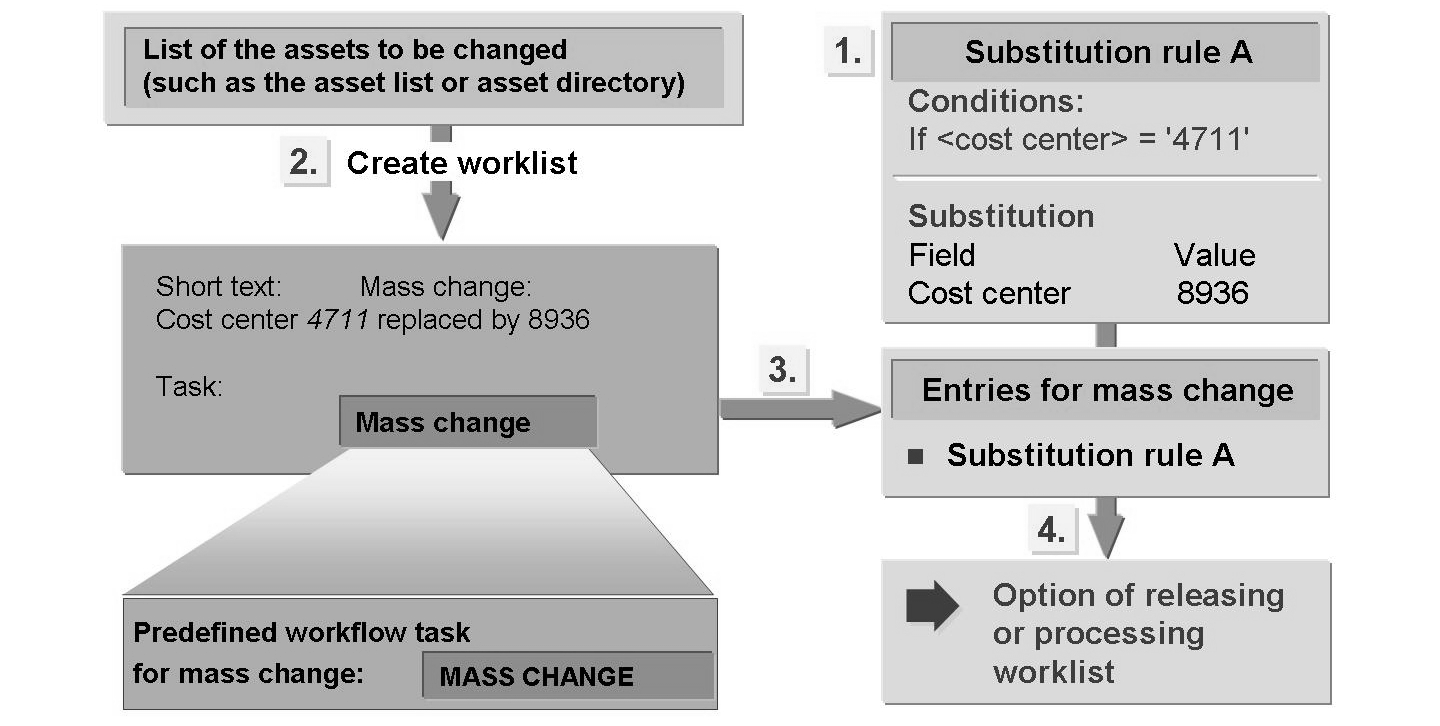 List of the assets to be changed
(such as the asset list or asset directory)
2. Create worklist
Short text: Mass change:
Cost center 4711 replaced by 8936
Task:
Mass change
Predefined workflow task
for mass change: MASS CHANGE
3.
1. Substitution rule A
Conditions:
If <cost center> = '4711'
Substitution
Field Value
Cost center 8936
Entries for mass change
■ Substitution rule A
4.
Option of releasing
or processing
worklist